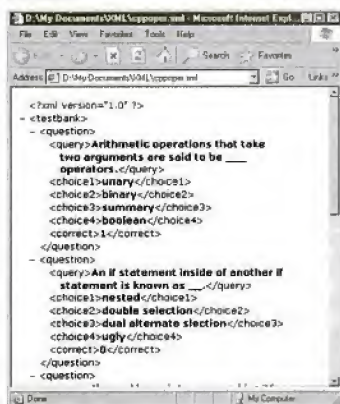 D:\My Documents\XML\cppoper.xml - Microsoft Internet Expl...
File Edit View Favorites Tools Help
Search Favorites
Address D:\My Documents\XML\cppoper.xml Go Links »
<?xml version="1.0" ?>
- <testbank>
- <question>
<query>Arithmetic operations that take
two arguments are said to be ___
operators.</query>
<choice1>unary</choice1>
<choice2>binary</choice2>
<choice3>summary</choice3>
<choice4>boolean</choice4>
<correct>1</correct>
</question>
- <question>
<query>An if statement inside of another if
statement is known as ___.</query>
<choice1>nested</choice1>
<choice2>double selection</choice2>
<choice3>dual alternate slection</choice3>
<choice4>ugly</choice4>
<correct>0</correct>
</question>
- <question>
Done My Computer